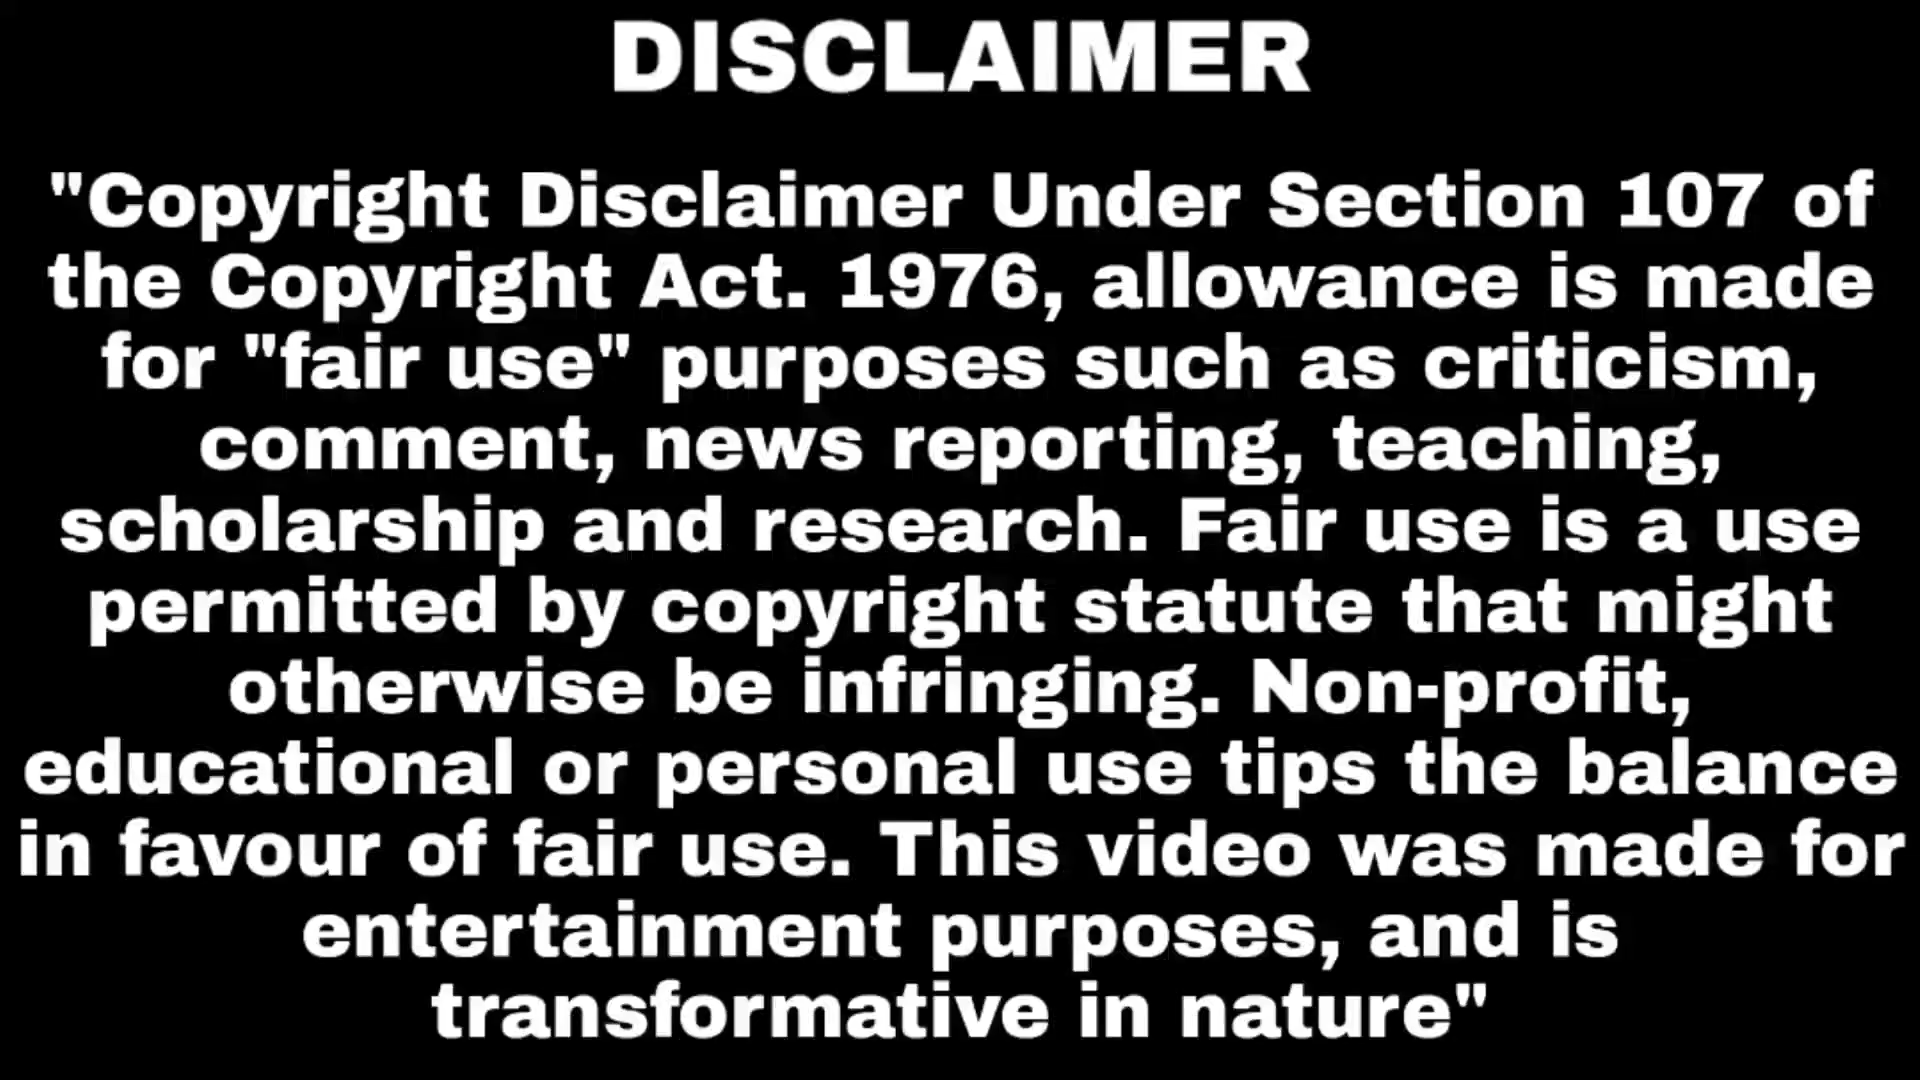 DISCLAIMER
"Copyright Disclaimer Under Section 107 of
the Copyright Act. 1976, allowance is made
for "fair use" purposes such as criticism,
comment, news reporting, teaching,
scholarship and research. Fair use is a use
permitted by copyright statute that might
otherwise be infringing. Non-profit,
educational or personal use tips the balance
in favour of fair use. This video was made for
entertainment purposes, and is
transformative in nature"